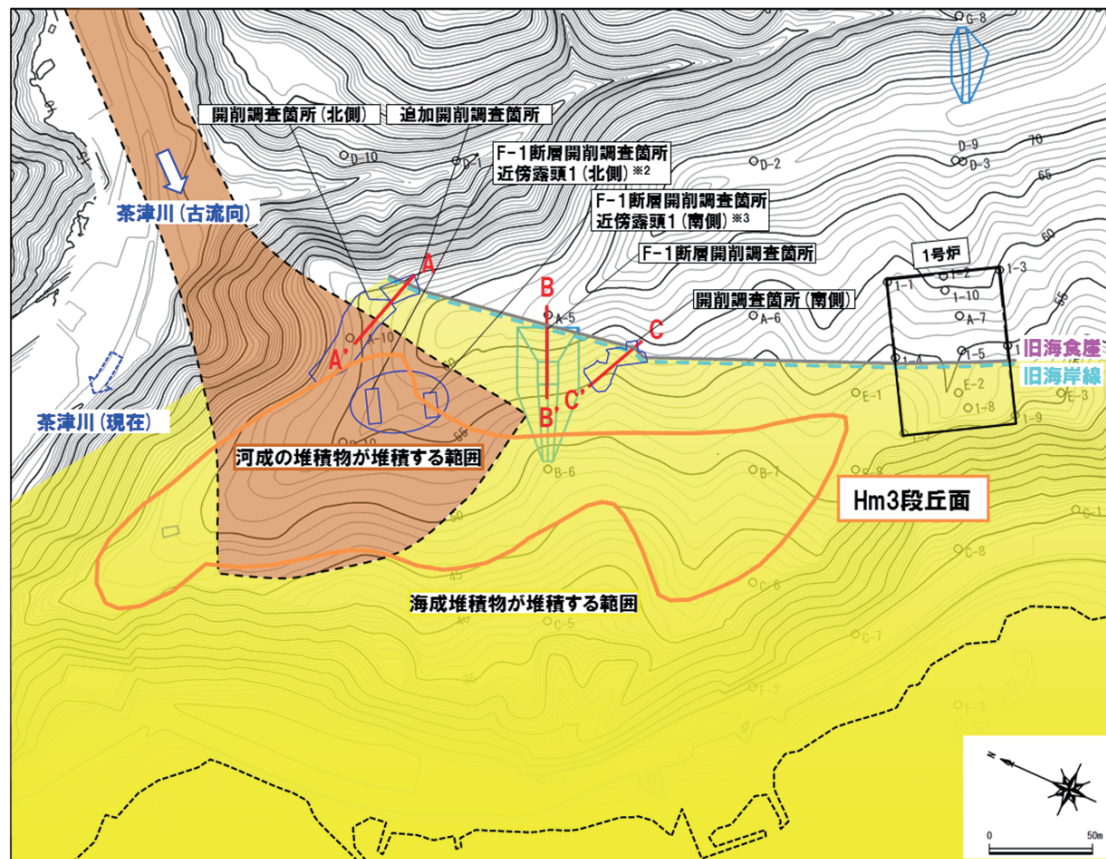 G-8
開削調査箇所(北側)
追加開削調査箇所
D-10
D-1
F-1断層開削調査箇所
近傍露頭1(北側)※2
D-2
D-9
D-3
70
65
60
55
茶津川(古流向)
F-1断層開削調査箇所
近傍露頭1(南側)※3
F-1断層開削調査箇所
1号炉
開削調査箇所(南側)
A
B
C
A-5
A-6
1-1
1-2
1-3
1-10
A-7
A-10
A'
1-4
1-5
旧海食崖
旧海岸線
茶津川(現在)
B'
C'
E-1
E-2
E-3
1-8
1-9
1-7
55
河成の堆積物が堆積する範囲
B-6
B-7
B-8
Hm3段丘面
C-1
45
45
海成堆積物が堆積する範囲
C-5
C-6
C-8
C-7
35
F-2
F-3
N
0
50m